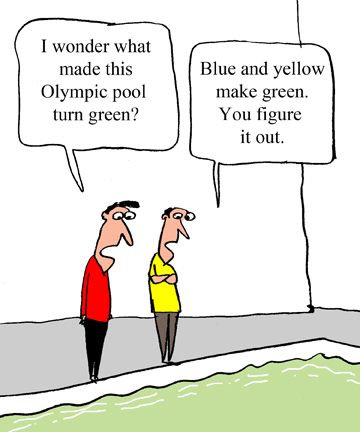 I wonder what
made this
Olympic pool
turn green?
Blue and yellow
make green.
You figure
it out.